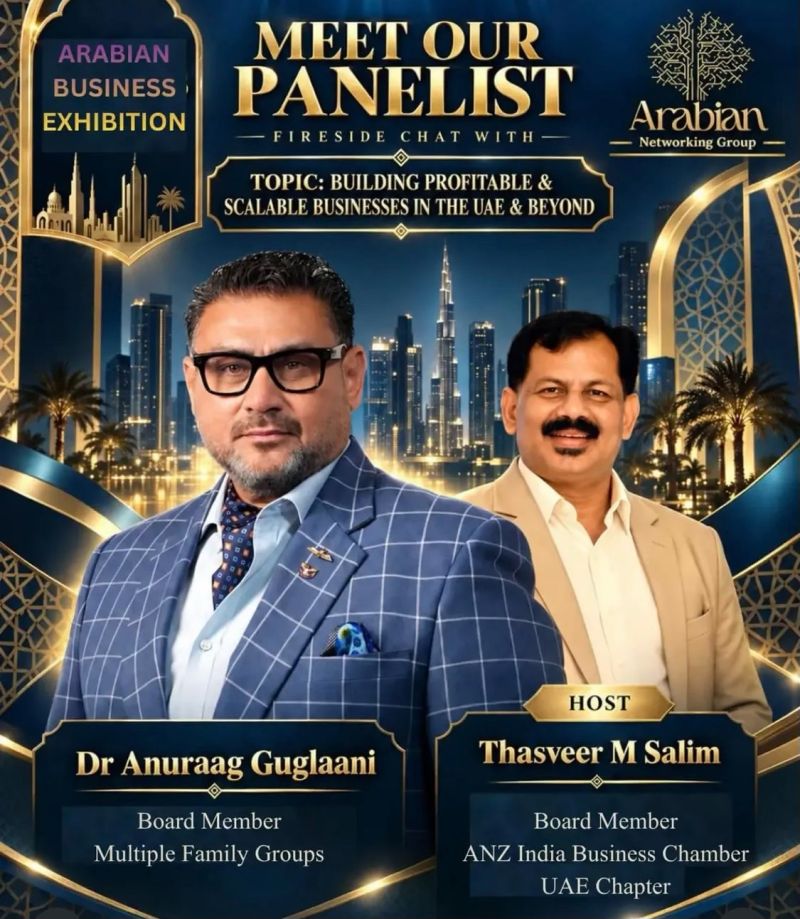 ARABIAN
BUSINESS
EXHIBITION
MEET OUR
PANELIST
FIRESIDE CHAT WITH
Arabian
Networking Group
TOPIC: BUILDING PROFITABLE &
SCALABLE BUSINESSES IN THE UAE & BEYOND
Dr Anuraag Guglaani
Board Member
Multiple Family Groups
HOST
Thasveer M Salim
Board Member
ANZ India Business Chamber
UAE Chapter